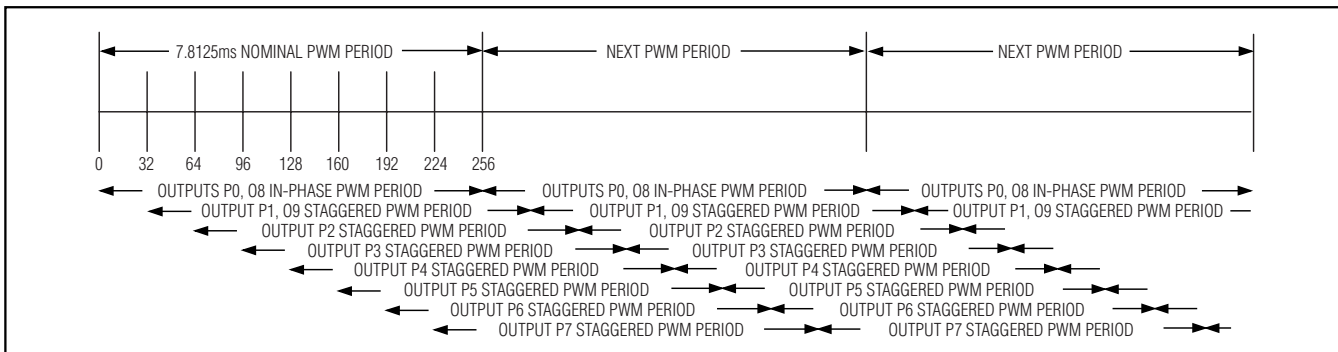 7.8125ms NOMINAL PWM PERIOD NEXT PWM PERIOD NEXT PWM PERIOD
0 32 64 96 128 160 192 224 256
OUTPUTS P0, O8 IN-PHASE PWM PERIOD OUTPUTS P0, O8 IN-PHASE PWM PERIOD OUTPUTS P0, O8 IN-PHASE PWM PERIOD
OUTPUT P1, O9 STAGGERED PWM PERIOD OUTPUT P1, O9 STAGGERED PWM PERIOD OUTPUT P1, O9 STAGGERED PWM PERIOD
OUTPUT P2 STAGGERED PWM PERIOD OUTPUT P2 STAGGERED PWM PERIOD
OUTPUT P3 STAGGERED PWM PERIOD OUTPUT P3 STAGGERED PWM PERIOD
OUTPUT P4 STAGGERED PWM PERIOD OUTPUT P4 STAGGERED PWM PERIOD
OUTPUT P5 STAGGERED PWM PERIOD OUTPUT P5 STAGGERED PWM PERIOD
OUTPUT P6 STAGGERED PWM PERIOD OUTPUT P6 STAGGERED PWM PERIOD
OUTPUT P7 STAGGERED PWM PERIOD OUTPUT P7 STAGGERED PWM PERIOD